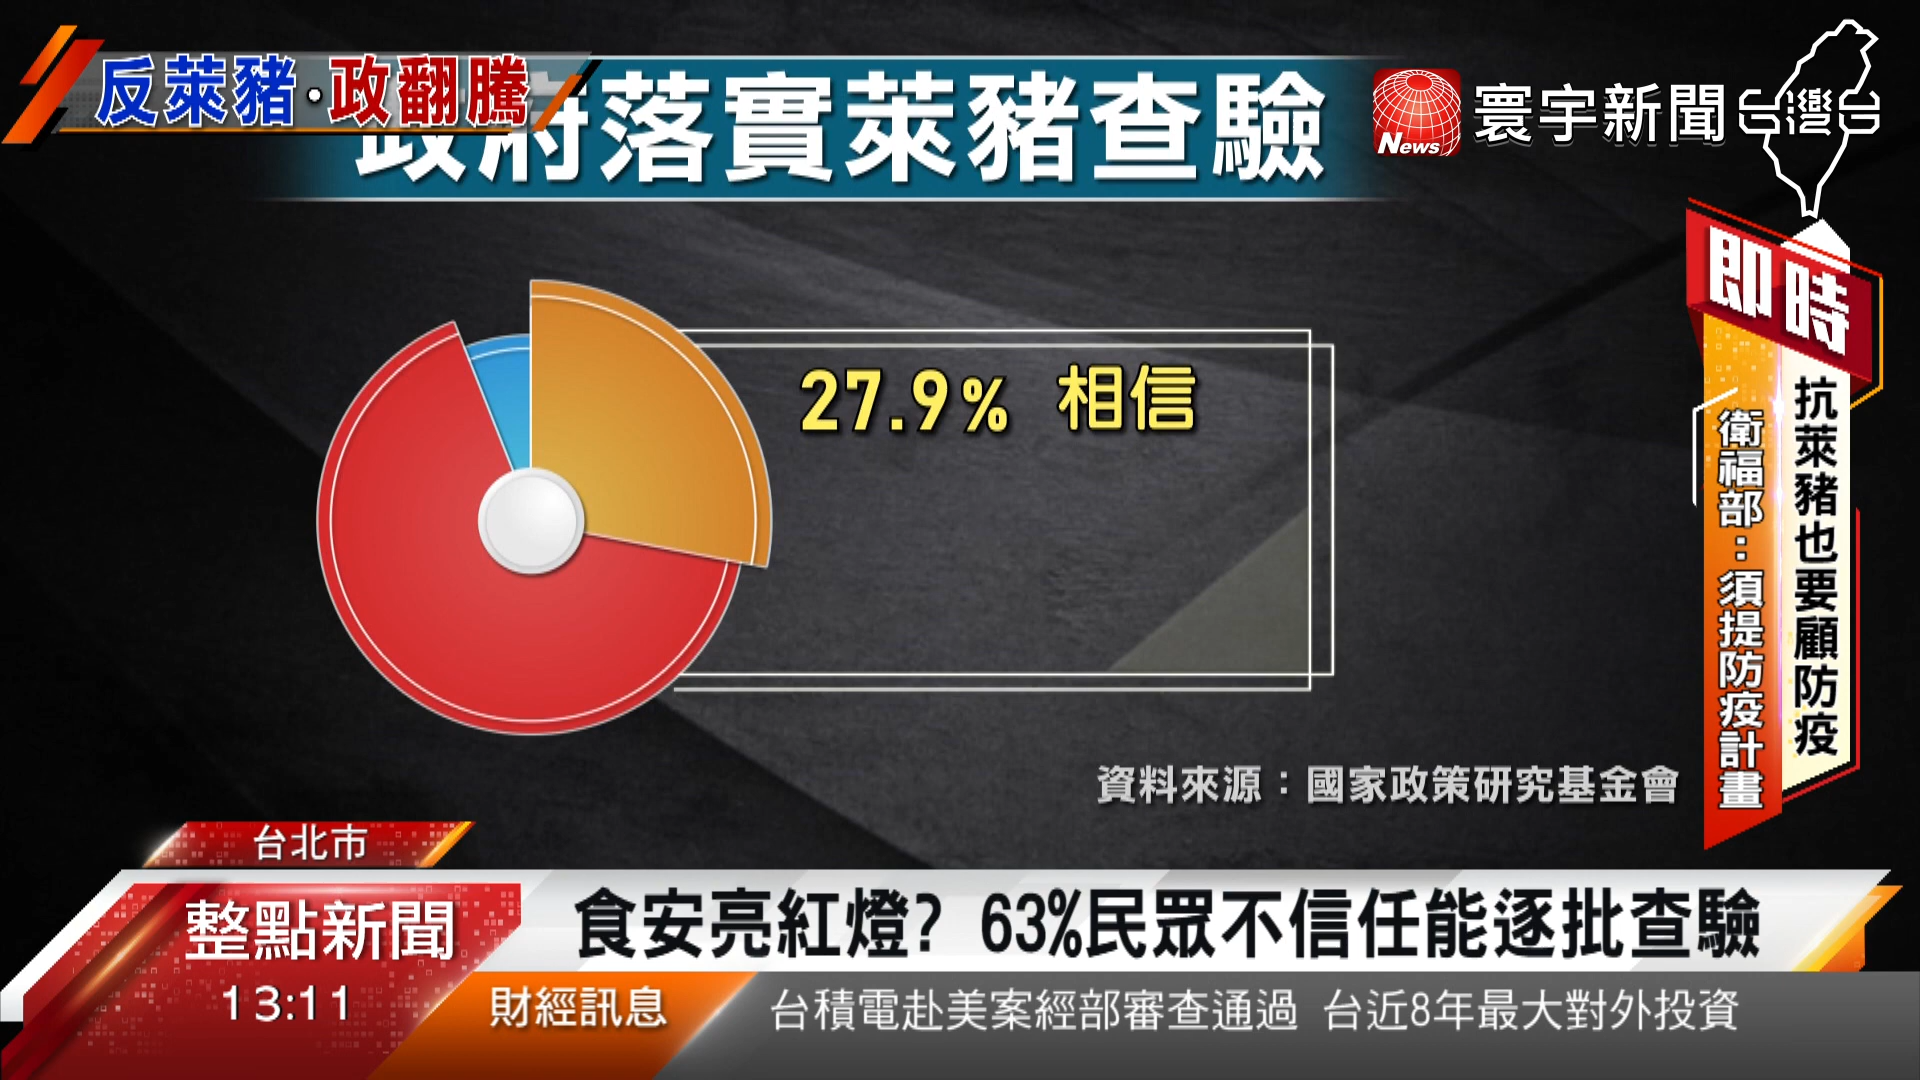 反萊豬·政翻騰
政府落實萊豬查驗
News 寰宇新聞 台灣台
即時
抗萊豬也要顧防疫
衛福部：須提防疫計畫
27.9% 相信
資料來源：國家政策研究基金會
台北市
整點新聞
食安亮紅燈? 63%民眾不信任能逐批查驗
13:11
財經訊息
台積電赴美案經部審查通過 台近8年最大對外投資